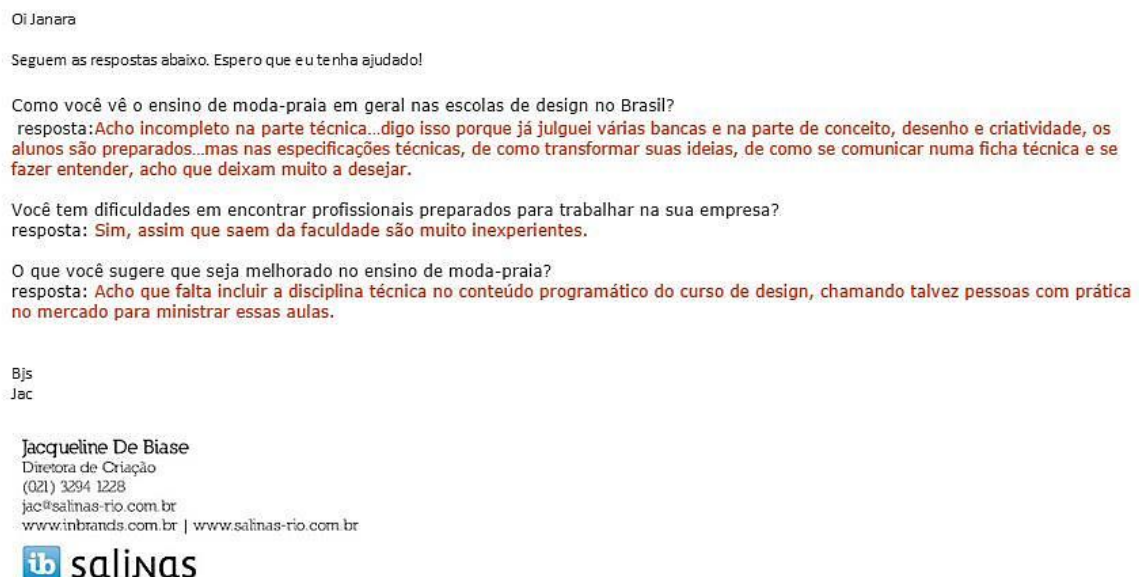 Oi Janara
Seguem as respostas abaixo. Espero que eu tenha ajudado!
Como você vê o ensino de moda-praia em geral nas escolas de design no Brasil?
resposta:Acho incompleto na parte técnica...digo isso porque já julguei várias bancas e na parte de conceito, desenho e criatividade, os
alunos são preparados...mas nas especificações técnicas, de como transformar suas ideias, de como se comunicar numa ficha técnica e se
fazer entender, acho que deixam muito a desejar.
Você tem dificuldades em encontrar profissionais preparados para trabalhar na sua empresa?
resposta: Sim, assim que saem da faculdade são muito inexperientes.
O que você sugere que seja melhorado no ensino de moda-praia?
resposta: Acho que falta incluir a disciplina técnica no conteúdo programático do curso de design, chamando talvez pessoas com prática
no mercado para ministrar essas aulas.
Bjs
Jac
Jacqueline De Biase
Diretora de Criação
(021) 3294 1228
jac@salinas-rio.com.br
www.inbrands.com.br | www.salinas-rio.com.br
ib salinas